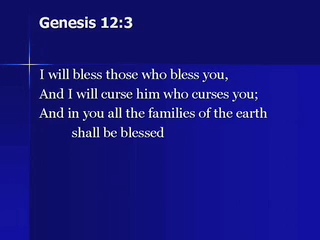 Genesis 12:3
I will bless those who bless you,
And I will curse him who curses you;
And in you all the families of the earth
shall be blessed